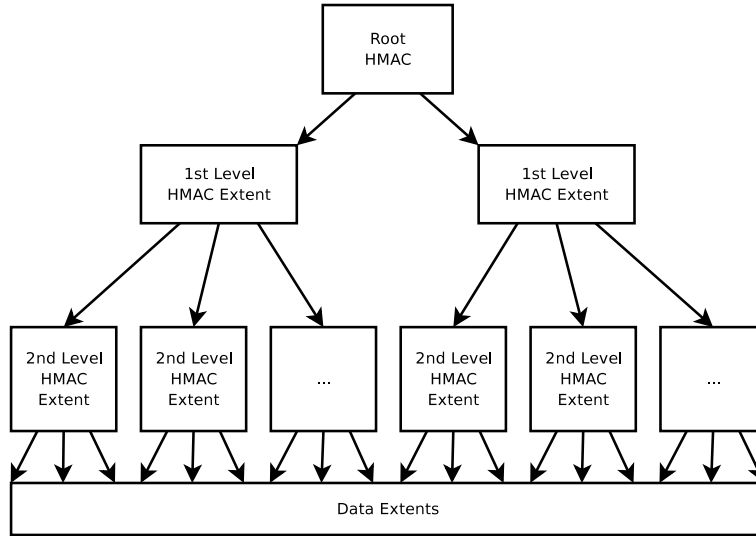 Root
HMAC
1st Level
HMAC Extent
1st Level
HMAC Extent
2nd Level
HMAC
Extent
2nd Level
HMAC
Extent
...
2nd Level
HMAC
Extent
2nd Level
HMAC
Extent
...
Data Extents